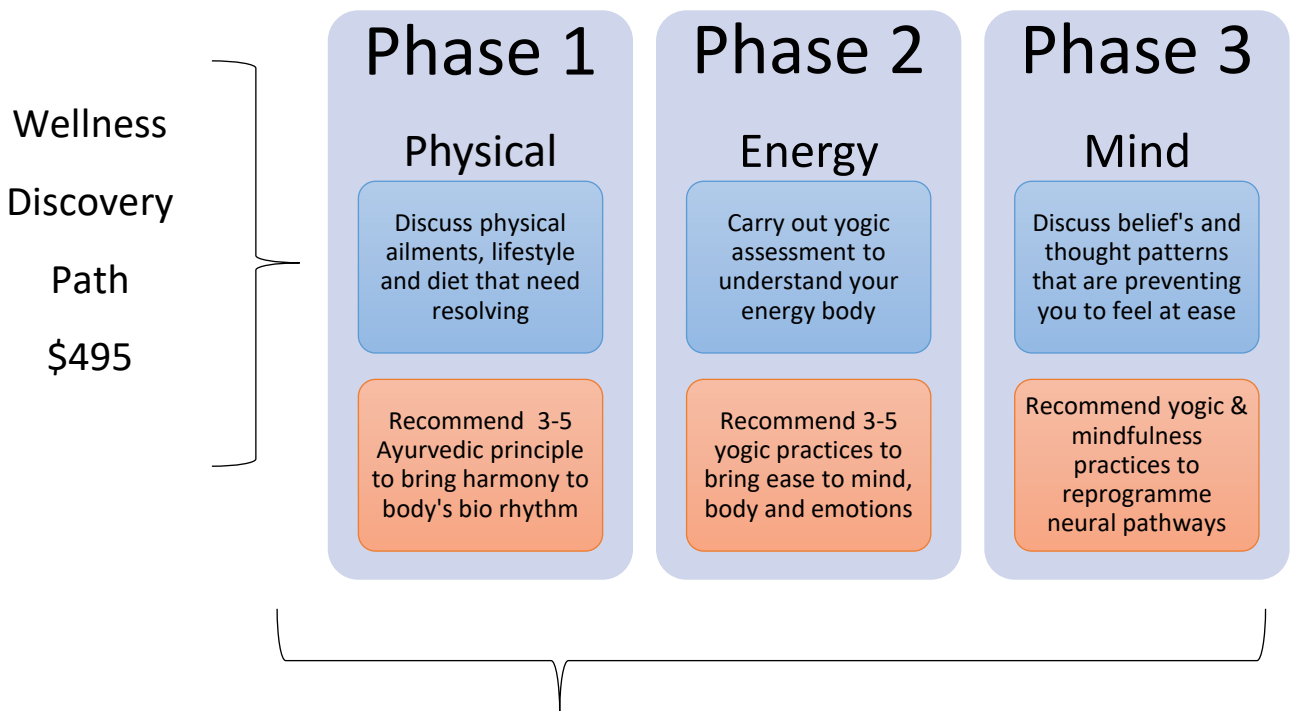 Wellness
Discovery
Path
$495
Phase 1
Physical
Discuss physical
ailments, lifestyle
and diet that need
resolving
Recommend 3-5
Ayurvedic principle
to bring harmony to
body's bio rhythm
Phase 2
Energy
Carry out yogic
assessment to
understand your
energy body
Recommend 3-5
yogic practices to
bring ease to mind,
body and emotions
Phase 3
Mind
Discuss belief's and
thought patterns
that are preventing
you to feel at ease
Recommend yogic &
mindfulness
practices to
reprogramme
neural pathways